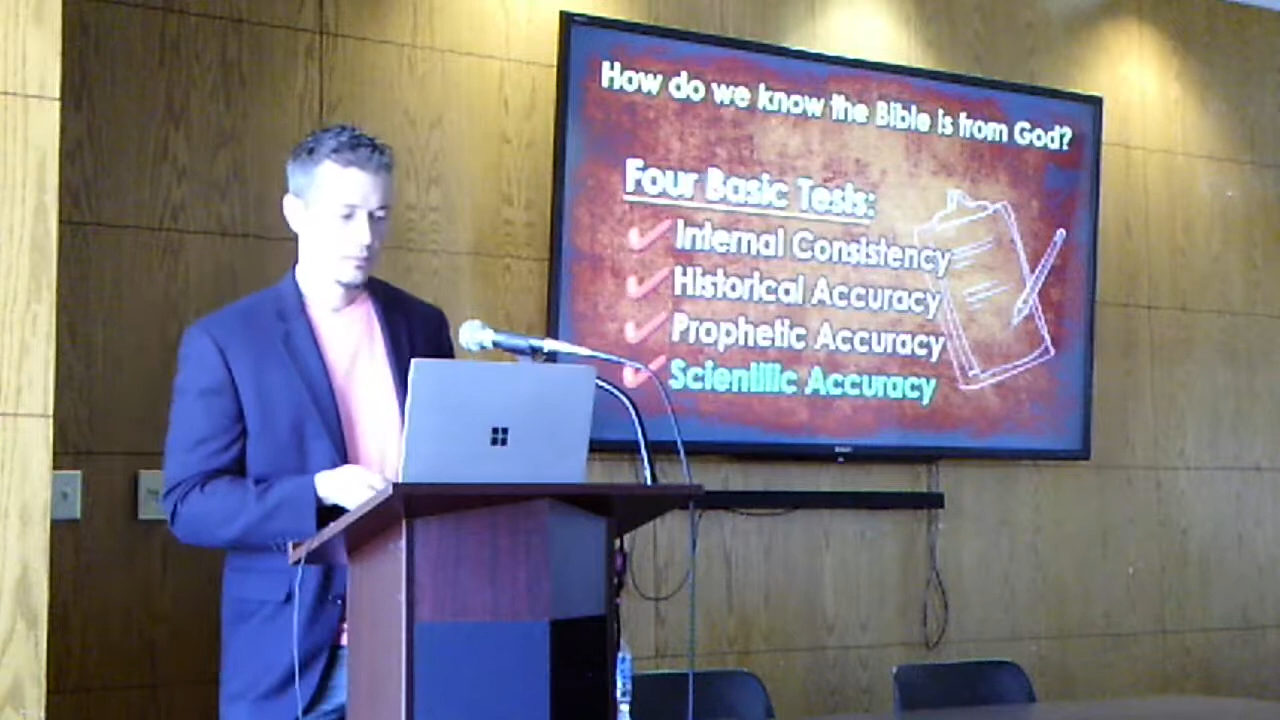 How do we know the Bible is from God?
Four Basic Tests:
Internal Consistency
Historical Accuracy
Prophetic Accuracy
Scientific Accuracy